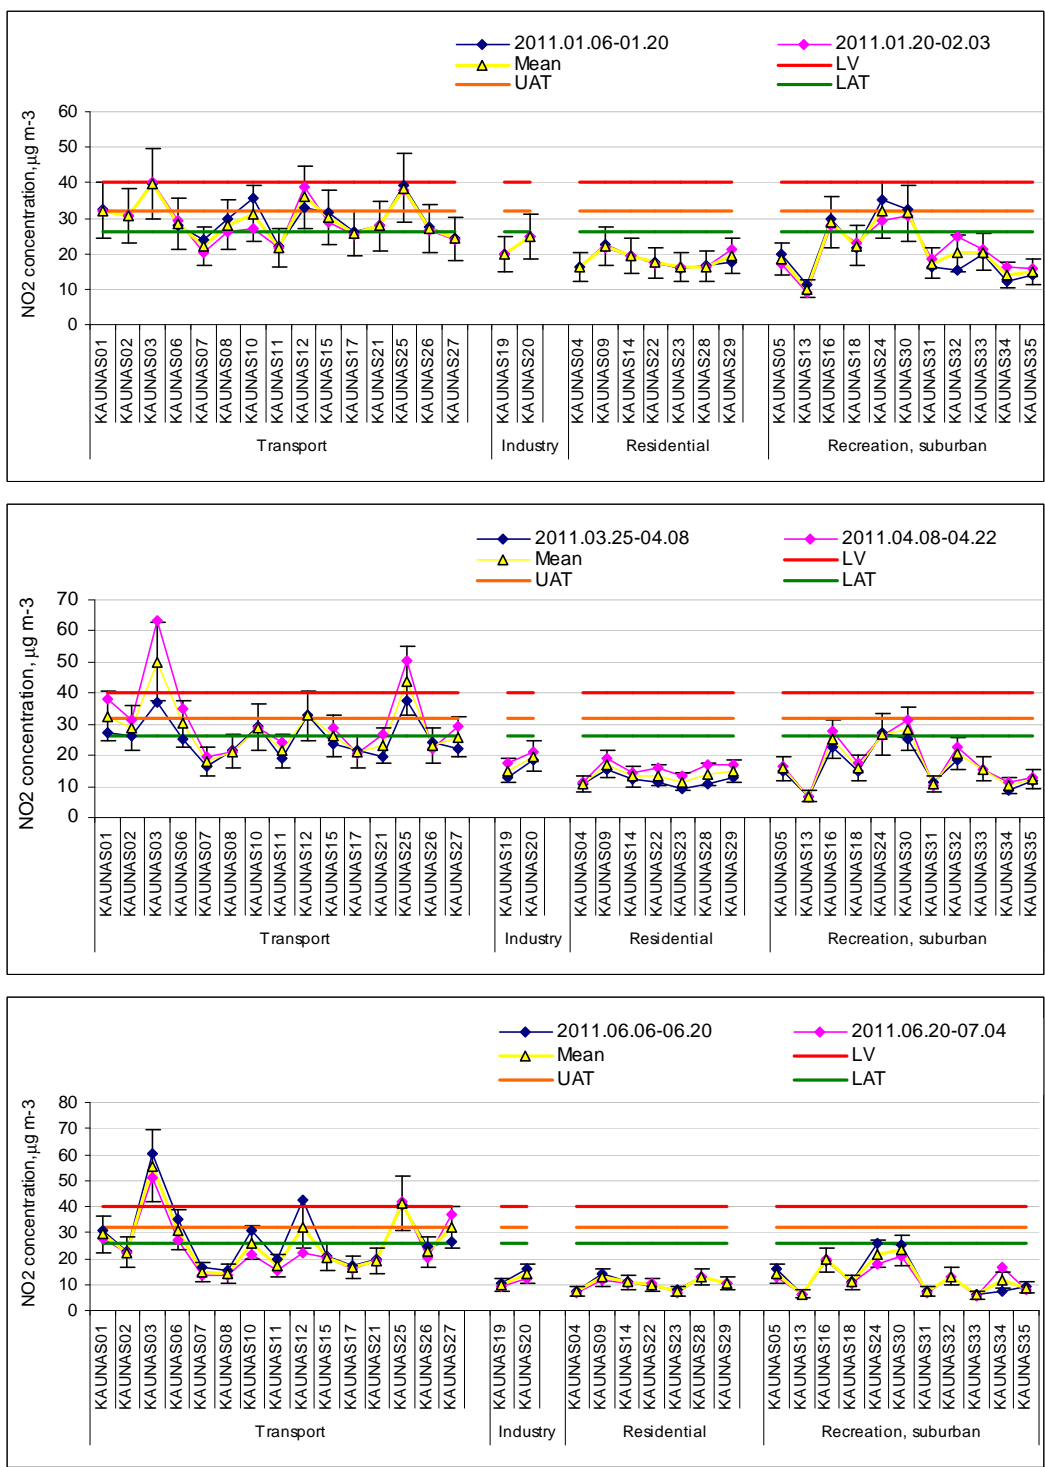 2011.01.06-01.20 2011.01.20-02.03
Mean LV
UAT LAT
NO2 concentration,µg m-3
60
50
40
30
20
10
0
KAUNAS01 KAUNAS02 KAUNAS03 KAUNAS06 KAUNAS07 KAUNAS08 KAUNAS10 KAUNAS11 KAUNAS12 KAUNAS15 KAUNAS17 KAUNAS21 KAUNAS25 KAUNAS26 KAUNAS27 KAUNAS19 KAUNAS20 KAUNAS04 KAUNAS09 KAUNAS14 KAUNAS22 KAUNAS23 KAUNAS28 KAUNAS29 KAUNAS05 KAUNAS13 KAUNAS16 KAUNAS18 KAUNAS24 KAUNAS30 KAUNAS31 KAUNAS32 KAUNAS33 KAUNAS34 KAUNAS35
Transport Industry Residential Recreation, suburban
2011.03.25-04.08 2011.04.08-04.22
Mean LV
UAT LAT
NO2 concentration, µg m-3
70
60
50
40
30
20
10
0
KAUNAS01 KAUNAS02 KAUNAS03 KAUNAS06 KAUNAS07 KAUNAS08 KAUNAS10 KAUNAS11 KAUNAS12 KAUNAS15 KAUNAS17 KAUNAS21 KAUNAS25 KAUNAS26 KAUNAS27 KAUNAS19 KAUNAS20 KAUNAS04 KAUNAS09 KAUNAS14 KAUNAS22 KAUNAS23 KAUNAS28 KAUNAS29 KAUNAS05 KAUNAS13 KAUNAS16 KAUNAS18 KAUNAS24 KAUNAS30 KAUNAS31 KAUNAS32 KAUNAS33 KAUNAS34 KAUNAS35
Transport Industry Residential Recreation, suburban
2011.06.06-06.20 2011.06.20-07.04
Mean LV
UAT LAT
NO2 concentration,µg m-3
80
70
60
50
40
30
20
10
0
KAUNAS01 KAUNAS02 KAUNAS03 KAUNAS06 KAUNAS07 KAUNAS08 KAUNAS10 KAUNAS11 KAUNAS12 KAUNAS15 KAUNAS17 KAUNAS21 KAUNAS25 KAUNAS26 KAUNAS27 KAUNAS19 KAUNAS20 KAUNAS04 KAUNAS09 KAUNAS14 KAUNAS22 KAUNAS23 KAUNAS28 KAUNAS29 KAUNAS05 KAUNAS13 KAUNAS16 KAUNAS18 KAUNAS24 KAUNAS30 KAUNAS31 KAUNAS32 KAUNAS33 KAUNAS34 KAUNAS35
Transport Industry Residential Recreation, suburban